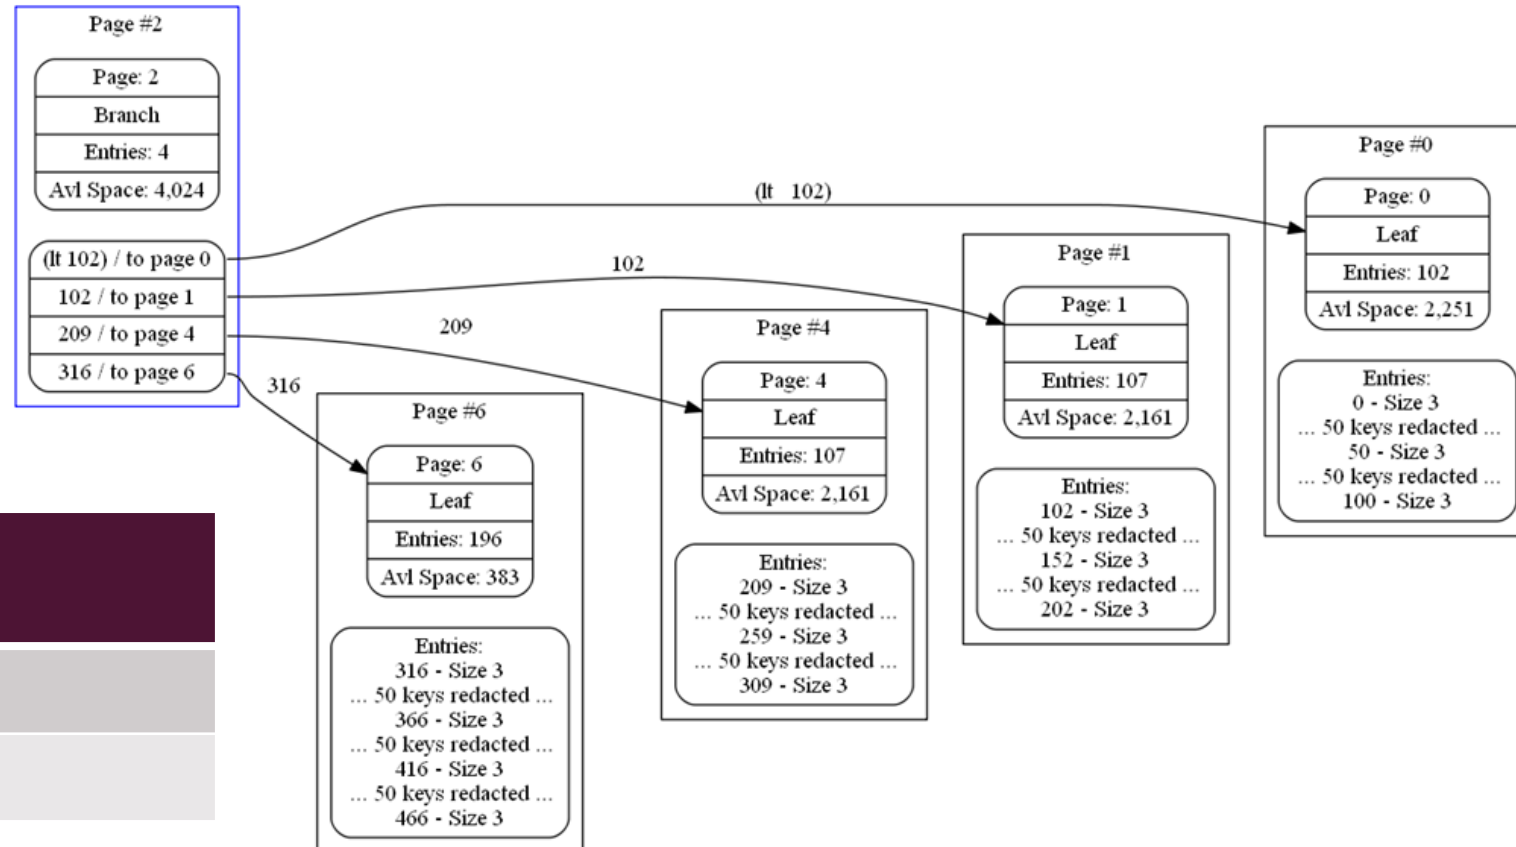 Page #2
Page: 2
Branch
Entries: 4
Avl Space: 4,024
(lt 102) / to page 0
102 / to page 1
209 / to page 4
316 / to page 6
(lt 102)
102
209
316
Page #6
Page: 6
Leaf
Entries: 196
Avl Space: 383
Entries:
316 - Size 3
... 50 keys redacted ...
366 - Size 3
... 50 keys redacted ...
416 - Size 3
... 50 keys redacted ...
466 - Size 3
Page #4
Page: 4
Leaf
Entries: 107
Avl Space: 2,161
Entries:
209 - Size 3
... 50 keys redacted ...
259 - Size 3
... 50 keys redacted ...
309 - Size 3
Page #1
Page: 1
Leaf
Entries: 107
Avl Space: 2,161
Entries:
102 - Size 3
... 50 keys redacted ...
152 - Size 3
... 50 keys redacted ...
202 - Size 3
Page #0
Page: 0
Leaf
Entries: 102
Avl Space: 2,251
Entries:
0 - Size 3
... 50 keys redacted ...
50 - Size 3
... 50 keys redacted ...
100 - Size 3